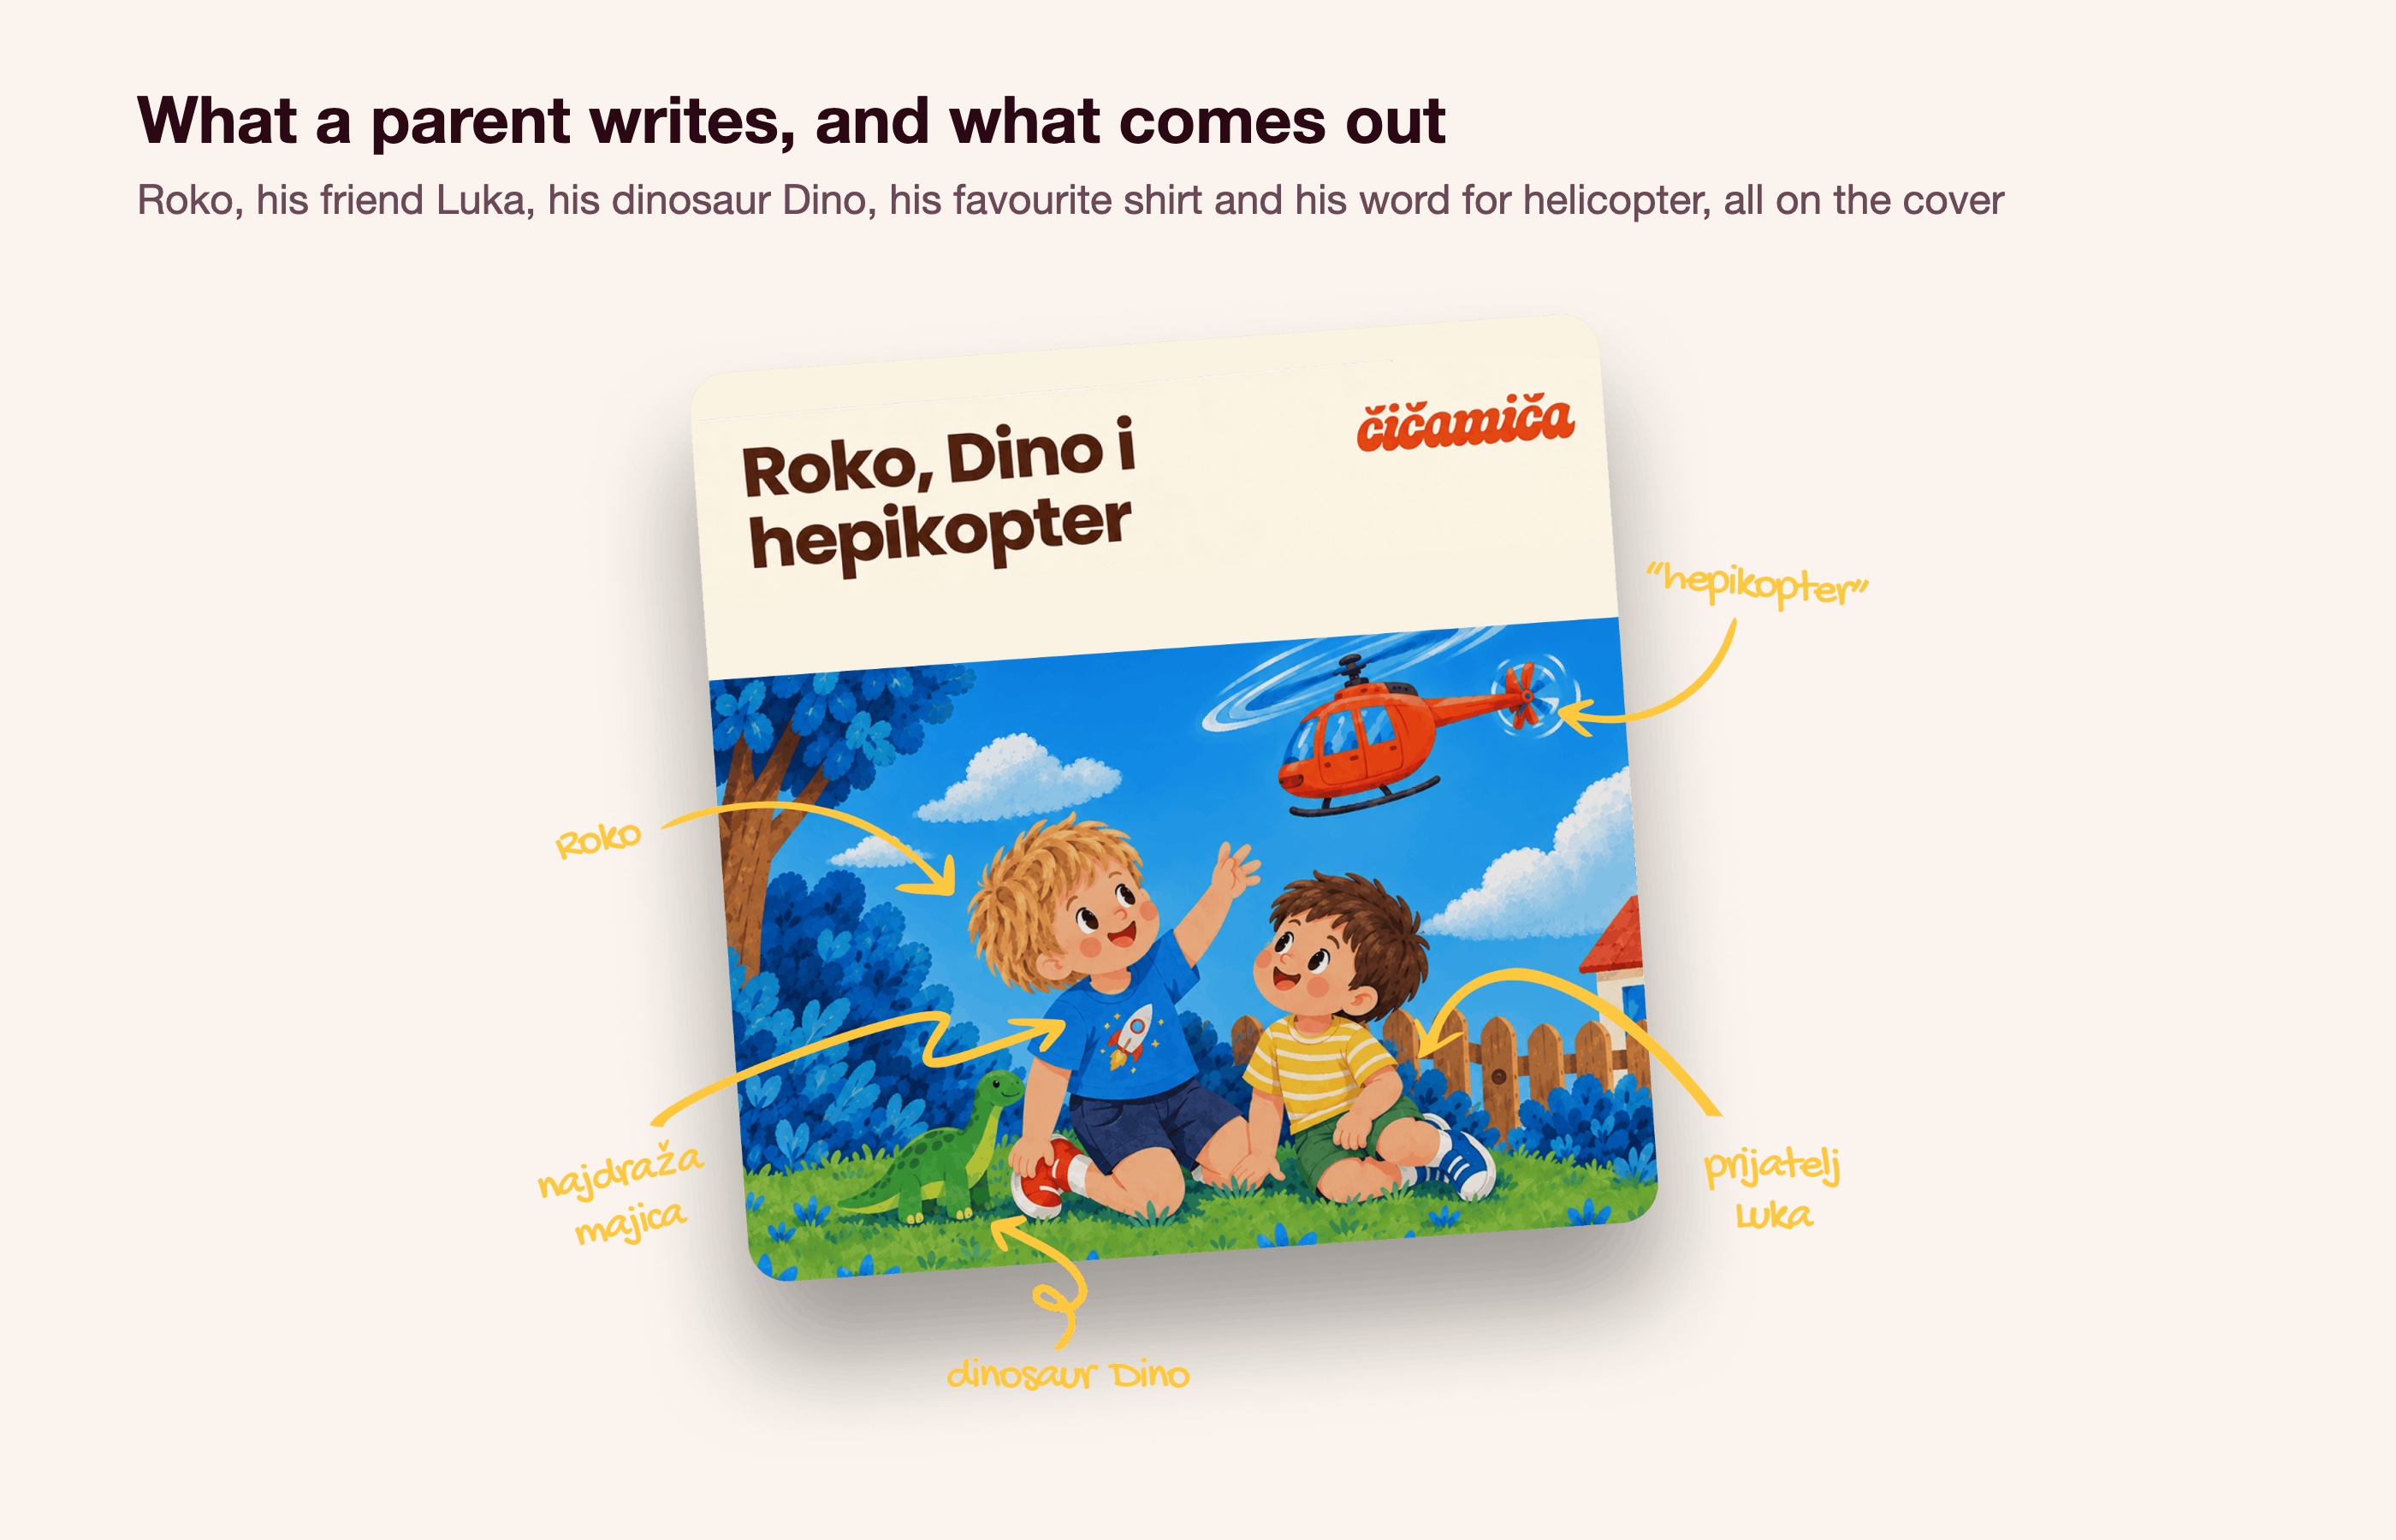 What a parent writes, and what comes out
Roko, his friend Luka, his dinosaur Dino, his favourite shirt and his word for helicopter, all on the cover
Roko, Dino i
hepikopter
čičamiča
“hepikopter”
Roko
najdraža
majica
prijatelj
Luka
dinosaur Dino